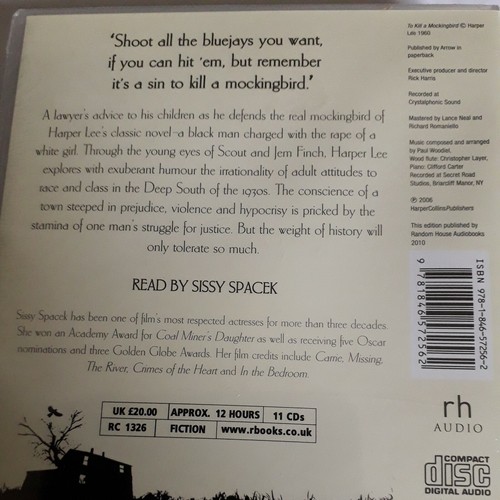 'Shoot all the bluejays you want,
if you can hit 'em, but remember
it's a sin to kill a mockingbird.'
A lawyer's advice to his children as he defends the real mockingbird of
Harper Lee's classic novel–a black man charged with the rape of a
white girl. Through the young eyes of Scout and Jem Finch, Harper Lee
explores with exuberant humour the irrationality of adult attitudes to
race and class in the Deep South of the 1930s. The conscience of a
town steeped in prejudice, violence and hypocrisy is pricked by the
stamina of one man's struggle for justice. But the weight of history will
only tolerate so much.
READ BY SISSY SPACEK
Sissy Spacek has been one of film's most respected actresses for more than three decades.
She won an Academy Award for Coal Miner's Daughter as well as receiving five Oscar
nominations and three Golden Globe Awards. Her film credits include Carrie, Missing,
The River, Crimes of the Heart and In the Bedroom.
UK £20.00 APPROX. 12 HOURS 11 CDs
RC 1326 FICTION www.rbooks.co.uk
To Kill a Mockingbird © Harper
Lee 1960
Published by Arrow in
paperback
Executive producer and director
Rick Harris
Recorded at
Crystalphonic Sound
Mastered by Lance Neal and
Richard Romaniello
Music composed and arranged
by Paul Woodiel.
Wood flute: Christopher Layer,
Piano: Clifford Carter
Recorded at Secret Road
Studios, Briarcliff Manor, NY
℗ 2006
HarperCollinsPublishers
This edition published by
Random House Audiobooks
2010
ISBN 978-1-846-57256-2
9 781846 572562
rh
AUDIO
COMPACT
disc
DIGITAL AUDIO